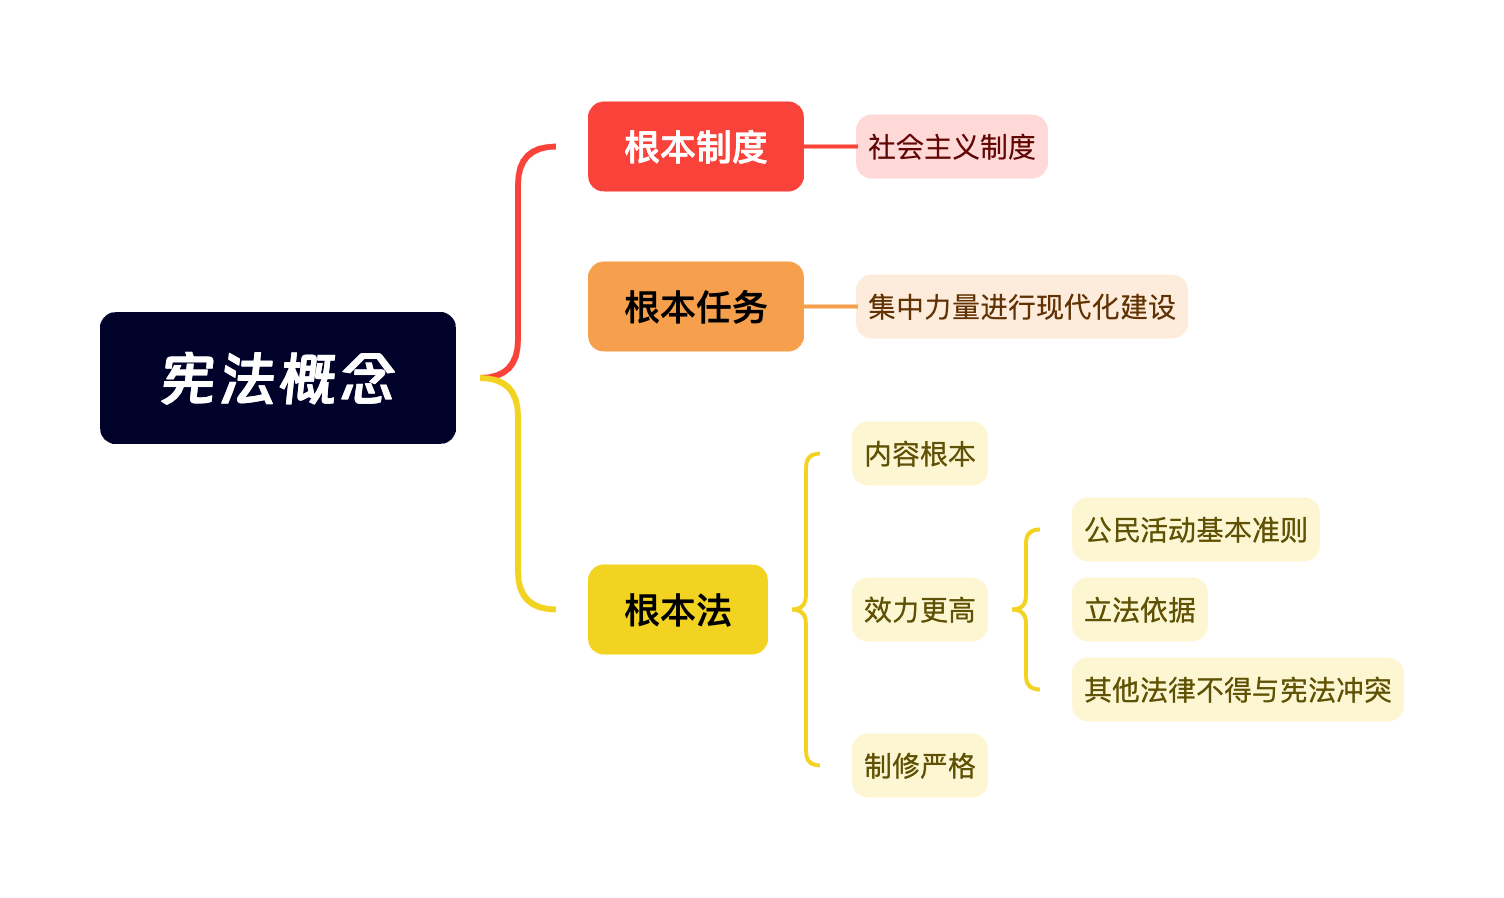 宪法概念
根本制度
社会主义制度
根本任务
集中力量进行现代化建设
根本法
内容根本
效力更高
公民活动基本准则
立法依据
其他法律不得与宪法冲突
制修严格